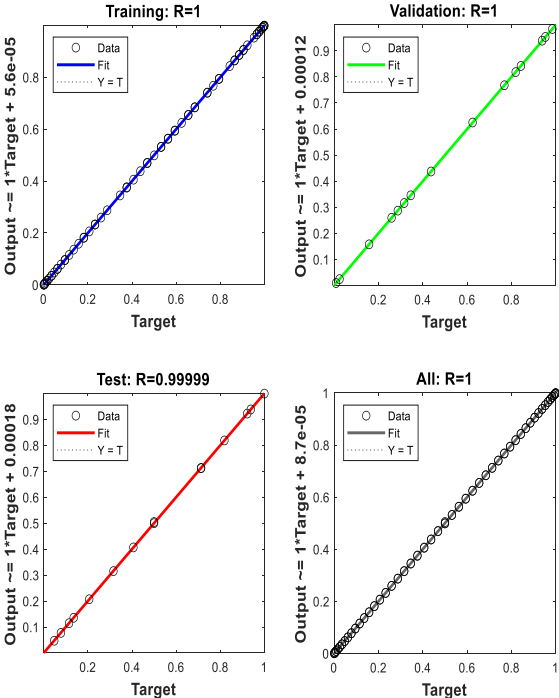 Training: R=1
Output ~= 1*Target + 5.6e-05
Data
Fit
Y = T
0.8
0.6
0.4
0.2
0
0 0.2 0.4 0.6 0.8
Target
Validation: R=1
Output ~= 1*Target + 0.00012
Data
Fit
Y = T
0.9
0.8
0.7
0.6
0.5
0.4
0.3
0.2
0.1
0.2 0.4 0.6 0.8
Target
Test: R=0.99999
Output ~= 1*Target + 0.00018
Data
Fit
Y = T
0.9
0.8
0.7
0.6
0.5
0.4
0.3
0.2
0.1
0.2 0.4 0.6 0.8 1
Target
All: R=1
Output ~= 1*Target + 8.7e-05
Data
Fit
Y = T
1
0.8
0.6
0.4
0.2
0
0 0.2 0.4 0.6 0.8 1
Target